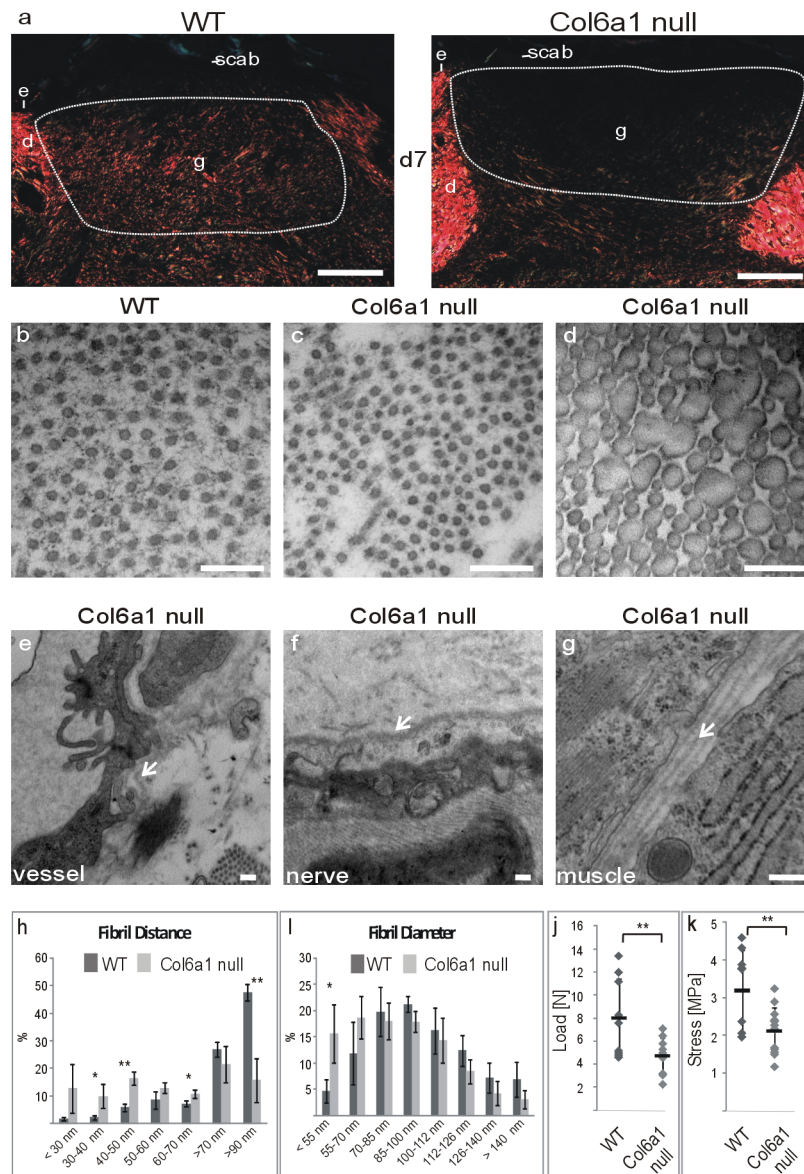 a
WT
Col6a1 null
scab
scab
e
e
d
g
d7
d
g
WT
Col6a1 null
Col6a1 null
b
c
d
Col6a1 null
Col6a1 null
Col6a1 null
e
f
g
vessel
nerve
muscle
h
Fibril Distance
WT
Col6a1 null
60
50
40
30
20
10
%
*
**
*
**
< 30 nm
30-40 nm
40-50 nm
50-60 nm
60-70 nm
>70 nm
>90 nm
I
Fibril Diameter
WT
Col6a1 null
30
25
20
15
10
5
0
%
*
< 55 nm
55-70 nm
70-85 nm
85-100 nm
100-112 nm
112-126 nm
126-140 nm
> 140 nm
j
**
16
14
12
10
8
6
4
2
Load [N]
WT
Col6a1
null
k
**
5
4
3
2
1
Stress [MPa]
WT
Col6a1
null